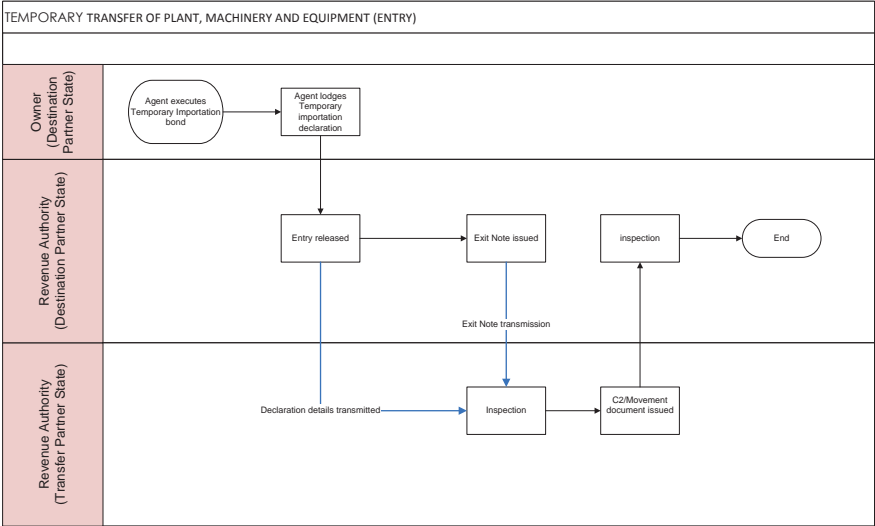 TEMPORARY TRANSFER OF PLANT, MACHINERY AND EQUIPMENT (ENTRY)
Owner
(Destination
Partner State)
Agent executes
Temporary Importation
bond
Agent lodges
Temporary
importation
declaration
Revenue Authority
(Destination Partner State)
Entry released
Exit Note issued
inspection
End
Exit Note transmission
Revenue Authority
(Transfer Partner State)
Declaration details transmitted
Inspection
C2/Movement
document issued